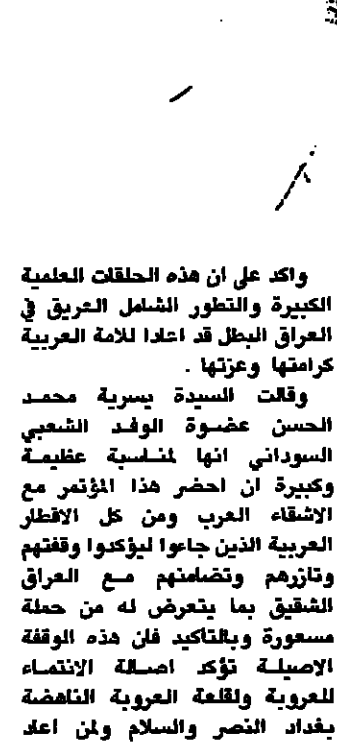 واكد على ان هذه الحلقات العلمية
الكبيرة والتطور الشامل العريق في
العراق البطل قد اعادا للامة العربية
كرامتها وعزتها .
وقالت السيدة يسرية محمد
الحسن عضوة الوفد الشعبي
السوداني انها لمناسبة عظيمة
وكبيرة ان احضر هذا المؤتمر مع
الاشقاء العرب ومن كل الاقطار
العربية الذين جاءوا ليؤكدوا وقفتهم
وتازرهم وتضامنهم مع العراق
الشقيق بما يتعرض له من حملة
مسعورة وبالتاكيد فان هذه الوقفة
الاصيلة تؤكد اصالة الانتماء
للعروبة ولقلعة العروبة الناهضة
بغداد النصر والسلام ولمن اعاد